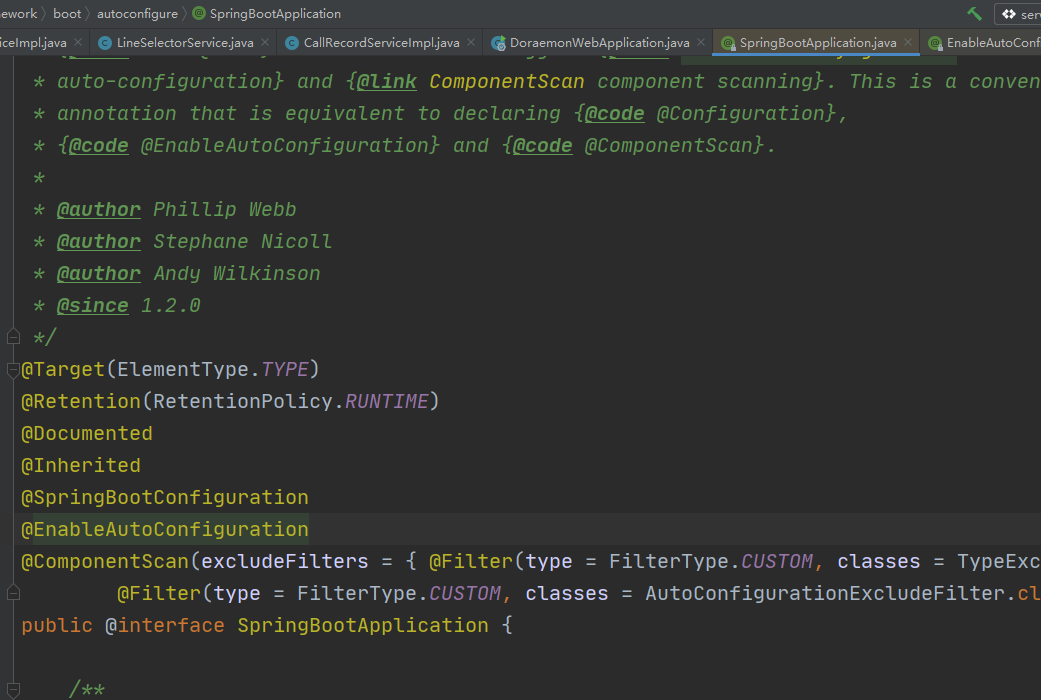 ework boot autoconfigure SpringBootApplication serv
iceImpl.java LineSelectorService.java CallRecordServiceImpl.java DoraemonWebApplication.java SpringBootApplication.java EnableAutoConf
* auto-configuration} and {@link ComponentScan component scanning}. This is a conven
* annotation that is equivalent to declaring {@code @Configuration},
* {@code @EnableAutoConfiguration} and {@code @ComponentScan}.
*
* @author Phillip Webb
* @author Stephane Nicoll
* @author Andy Wilkinson
* @since 1.2.0
*/
@Target(ElementType.TYPE)
@Retention(RetentionPolicy.RUNTIME)
@Documented
@Inherited
@SpringBootConfiguration
@EnableAutoConfiguration
@ComponentScan(excludeFilters = { @Filter(type = FilterType.CUSTOM, classes = TypeExc
@Filter(type = FilterType.CUSTOM, classes = AutoConfigurationExcludeFilter.cl
public @interface SpringBootApplication {
/**